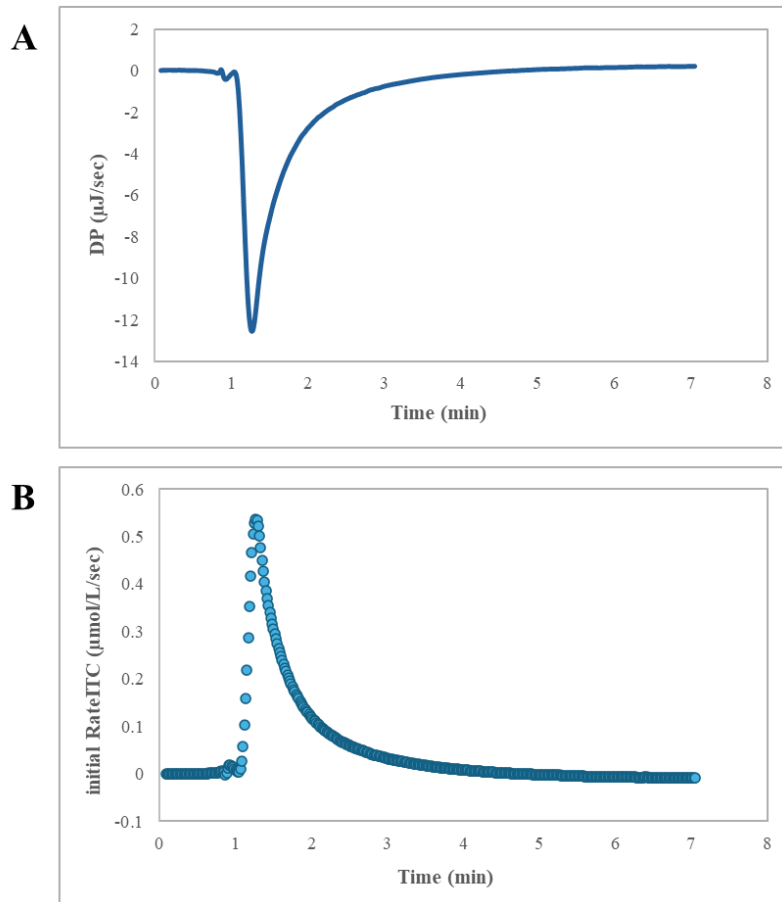 A
2
0
-2
-4
-6
-8
-10
-12
-14
DP (µJ/sec)
0 1 2 3 4 5 6 7 8
Time (min)
B
0.6
0.5
0.4
0.3
0.2
0.1
0
-0.1
initial RateITC (µmol/L/sec)
0 1 2 3 4 5 6 7 8
Time (min)